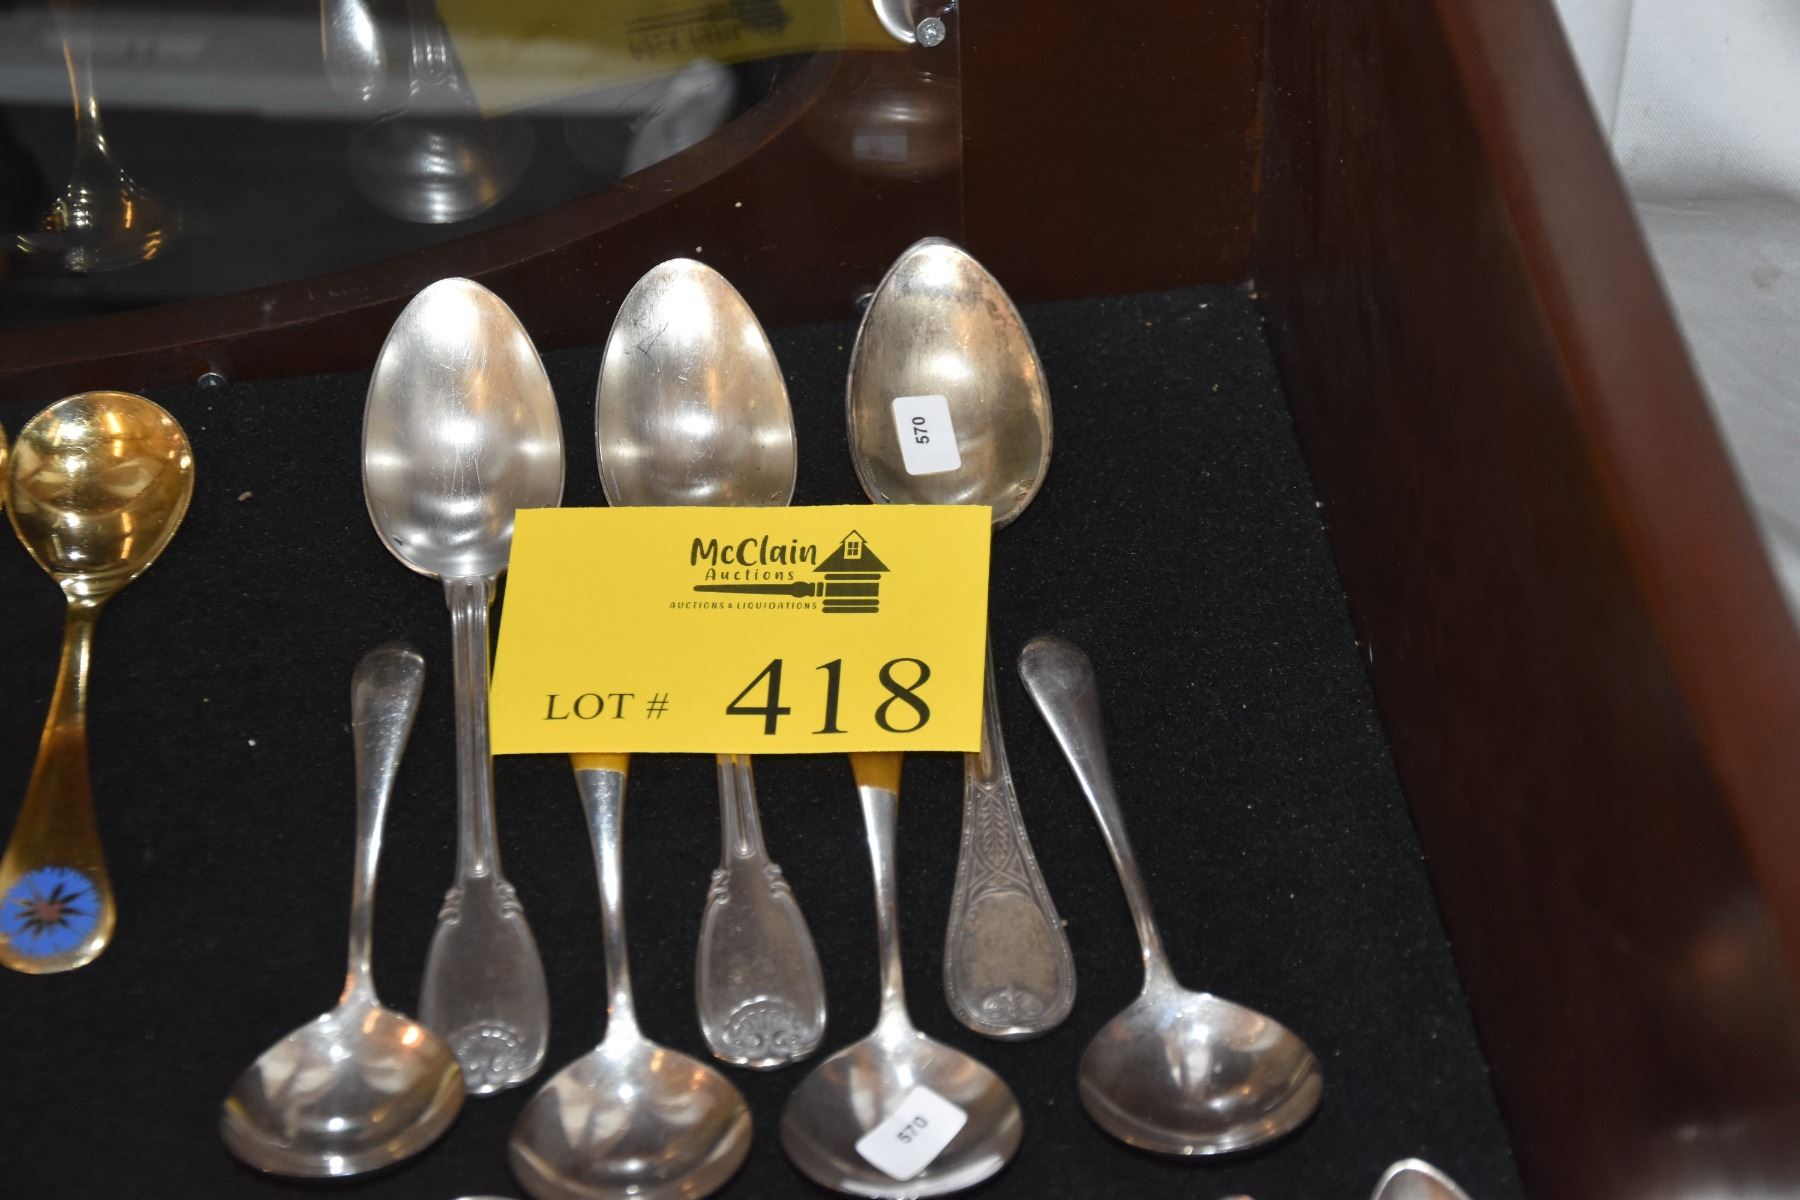 570
McClain
Auctions
AUCTIONS & LIQUIDATIONS
LOT # 418
570